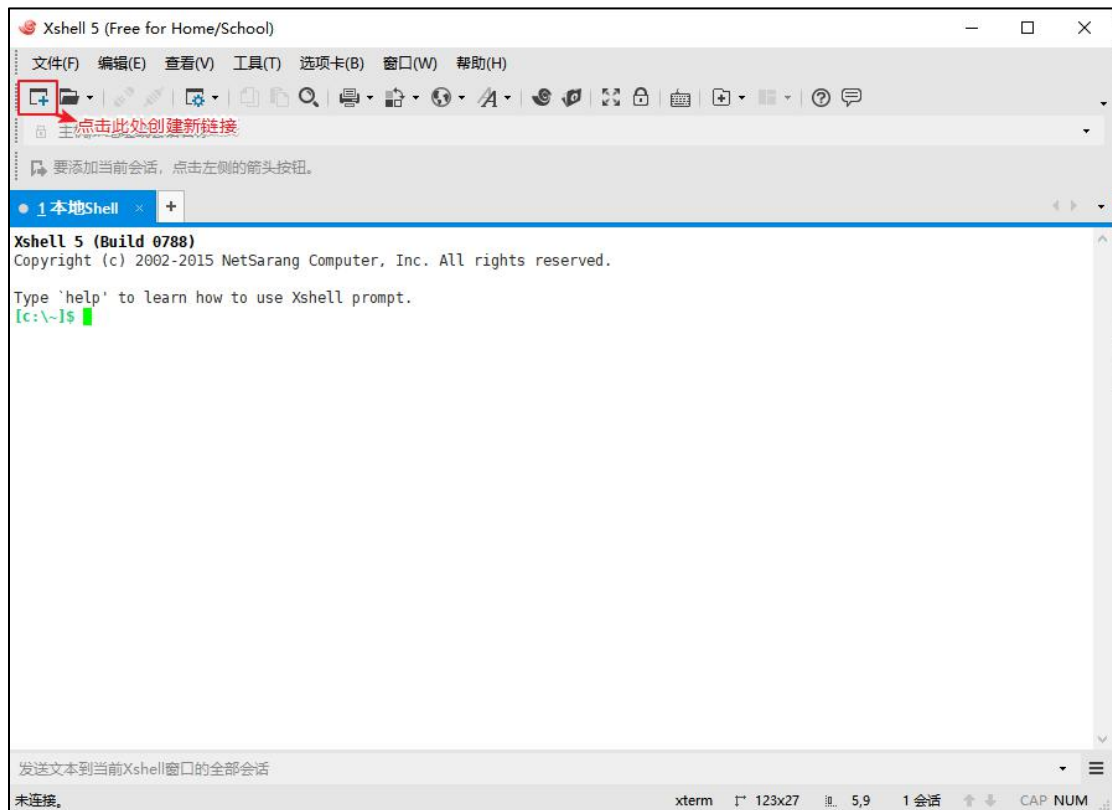 Xshell 5 (Free for Home/School)
文件(F) 编辑(E) 查看(V) 工具(T) 选项卡(B) 窗口(W) 帮助(H)
点击此处创建新链接
主机
要添加当前会话，点击左侧的箭头按钮。
1 本地Shell
Xshell 5 (Build 0788)
Copyright (c) 2002-2015 NetSarang Computer, Inc. All rights reserved.
Type `help' to learn how to use Xshell prompt.
[c:\~]$
发送文本到当前Xshell窗口的全部会话
未连接。 xterm 123x27 5,9 1 会话 CAP NUM